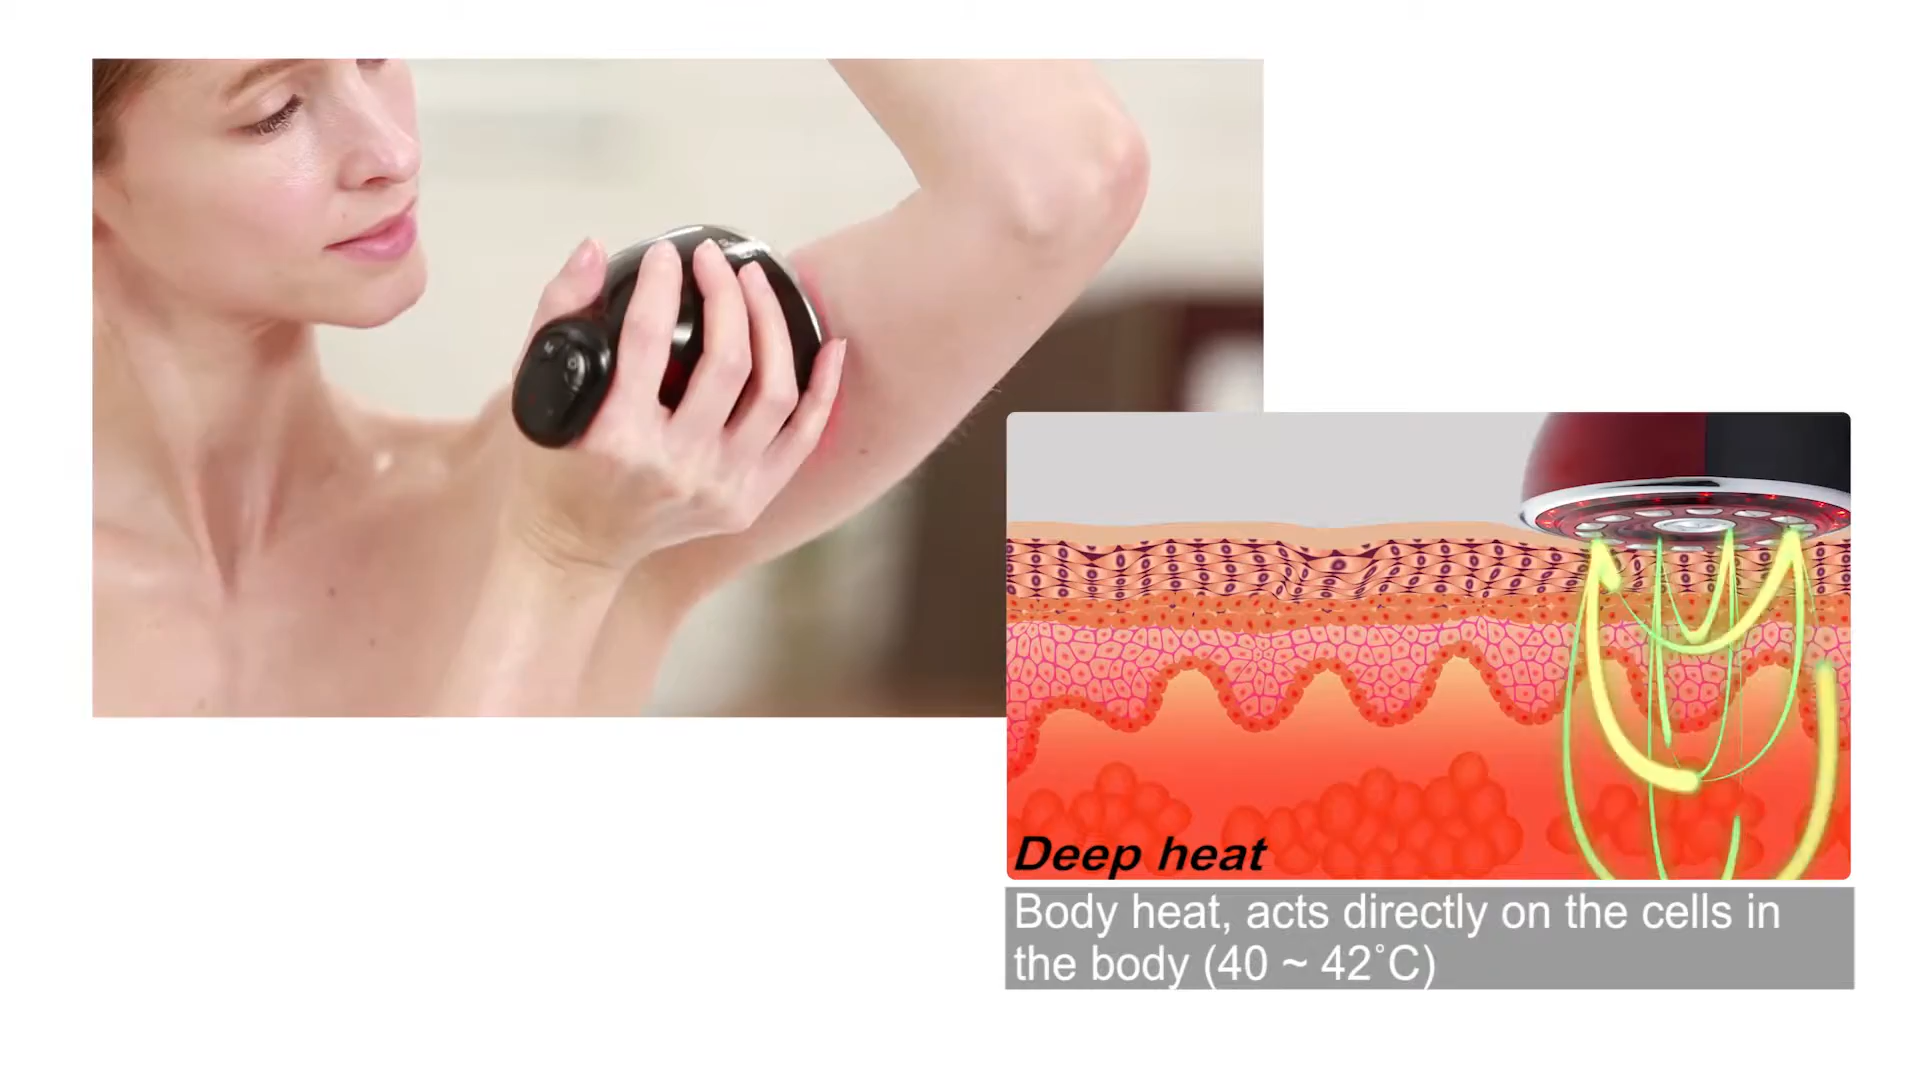 Deep heat
Body heat, acts directly on the cells in
the body (40 ~ 42°C)